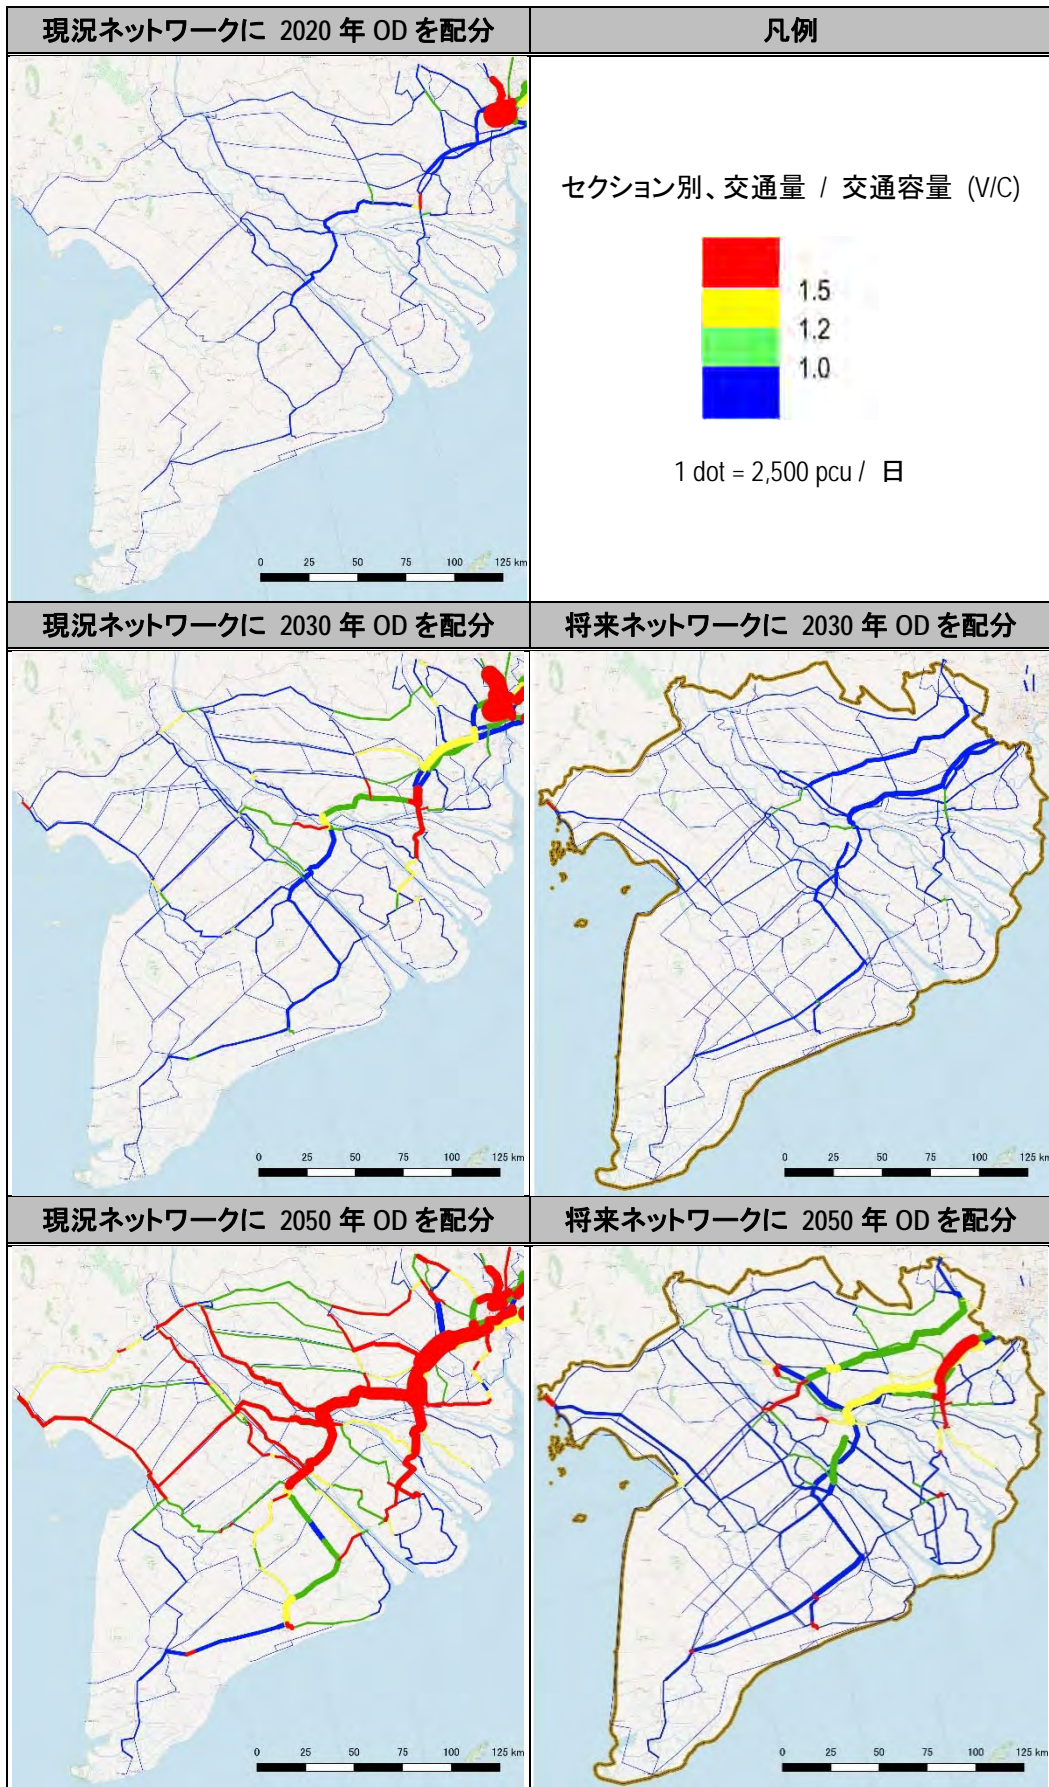 現況ネットワークに 2020 年 OD を配分
凡例
セクション別、交通量 / 交通容量 (V/C)
1.5
1.2
1.0
1 dot = 2,500 pcu / 日
0 25 50 75 100 125 km
現況ネットワークに 2030 年 OD を配分
将来ネットワークに 2030 年 OD を配分
0 25 50 75 100 125 km
0 25 50 75 100 125 km
現況ネットワークに 2050 年 OD を配分
将来ネットワークに 2050 年 OD を配分
0 25 50 75 100 125 km
0 25 50 75 100 125 km